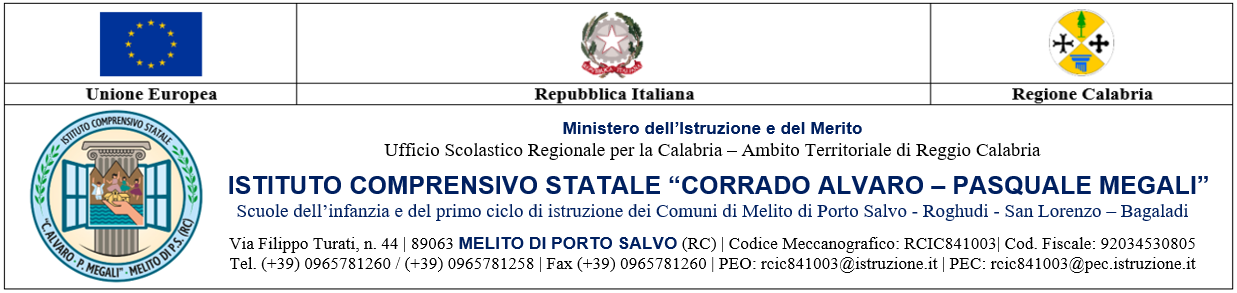 Unione Europea
Repubblica Italiana
Regione Calabria
Ministero dell'Istruzione e del Merito
Ufficio Scolastico Regionale per la Calabria – Ambito Territoriale di Reggio Calabria
ISTITUTO COMPRENSIVO STATALE “CORRADO ALVARO – PASQUALE MEGALI”
Scuole dell'infanzia e del primo ciclo di istruzione dei Comuni di Melito di Porto Salvo - Roghudi - San Lorenzo – Bagaladi
Via Filippo Turati, n. 44 | 89063 MELITO DI PORTO SALVO (RC) | Codice Meccanografico: RCIC841003| Cod. Fiscale: 92034530805
Tel. (+39) 0965781260 / (+39) 0965781258 | Fax (+39) 0965781260 | PEO: rcic841003@istruzione.it | PEC: rcic841003@pec.istruzione.it
ISTITUTO COMPRENSIVO STATALE
"C. ALVARO - P. MEGALI" - MELITO DI P.S. (RC)